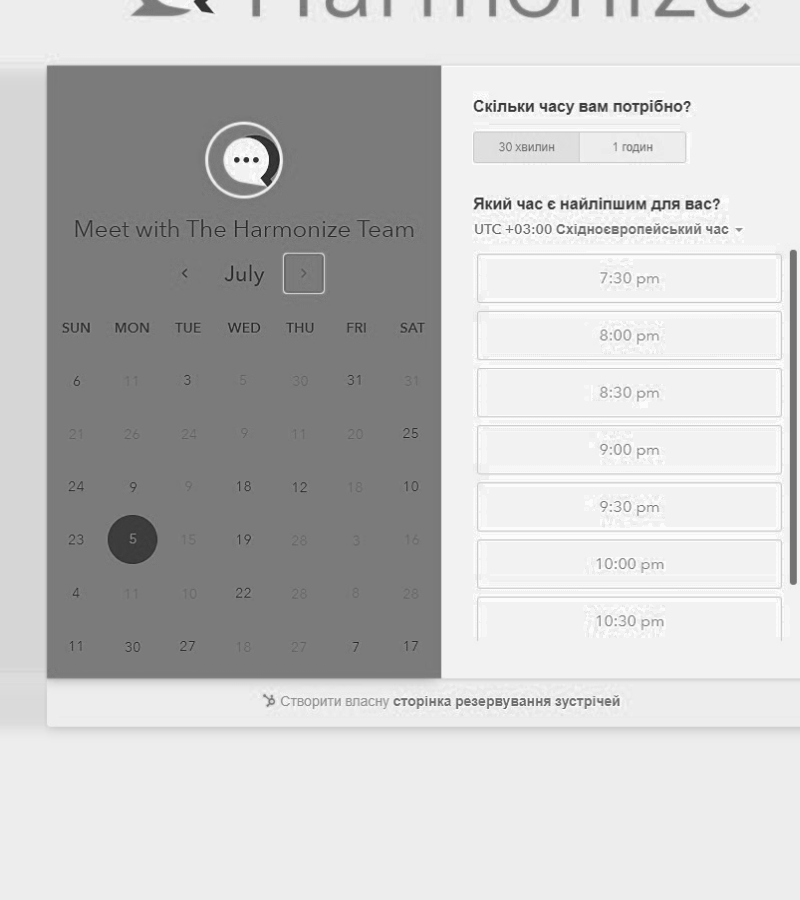 Harmonize
Meet with The Harmonize Team
July
SUN MON TUE WED THU FRI SAT
6 11 3 5 30 31 31
21 26 24 9 11 20 25
24 9 9 18 12 18 10
23 5 15 19 28 3 16
4 11 10 22 28 8 28
11 30 27 18 27 7 17
Скільки часу вам потрібно?
30 хвилин 1 годин
Який час є найліпшим для вас?
UTC +03:00 Східноєвропейський час
7:30 pm
8:00 pm
8:30 pm
9:00 pm
9:30 pm
10:00 pm
10:30 pm
Створити власну сторінка резервування зустрічей